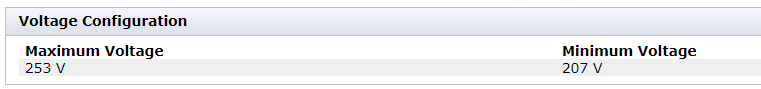 Voltage Configuration
Maximum Voltage Minimum Voltage
253 V 207 V